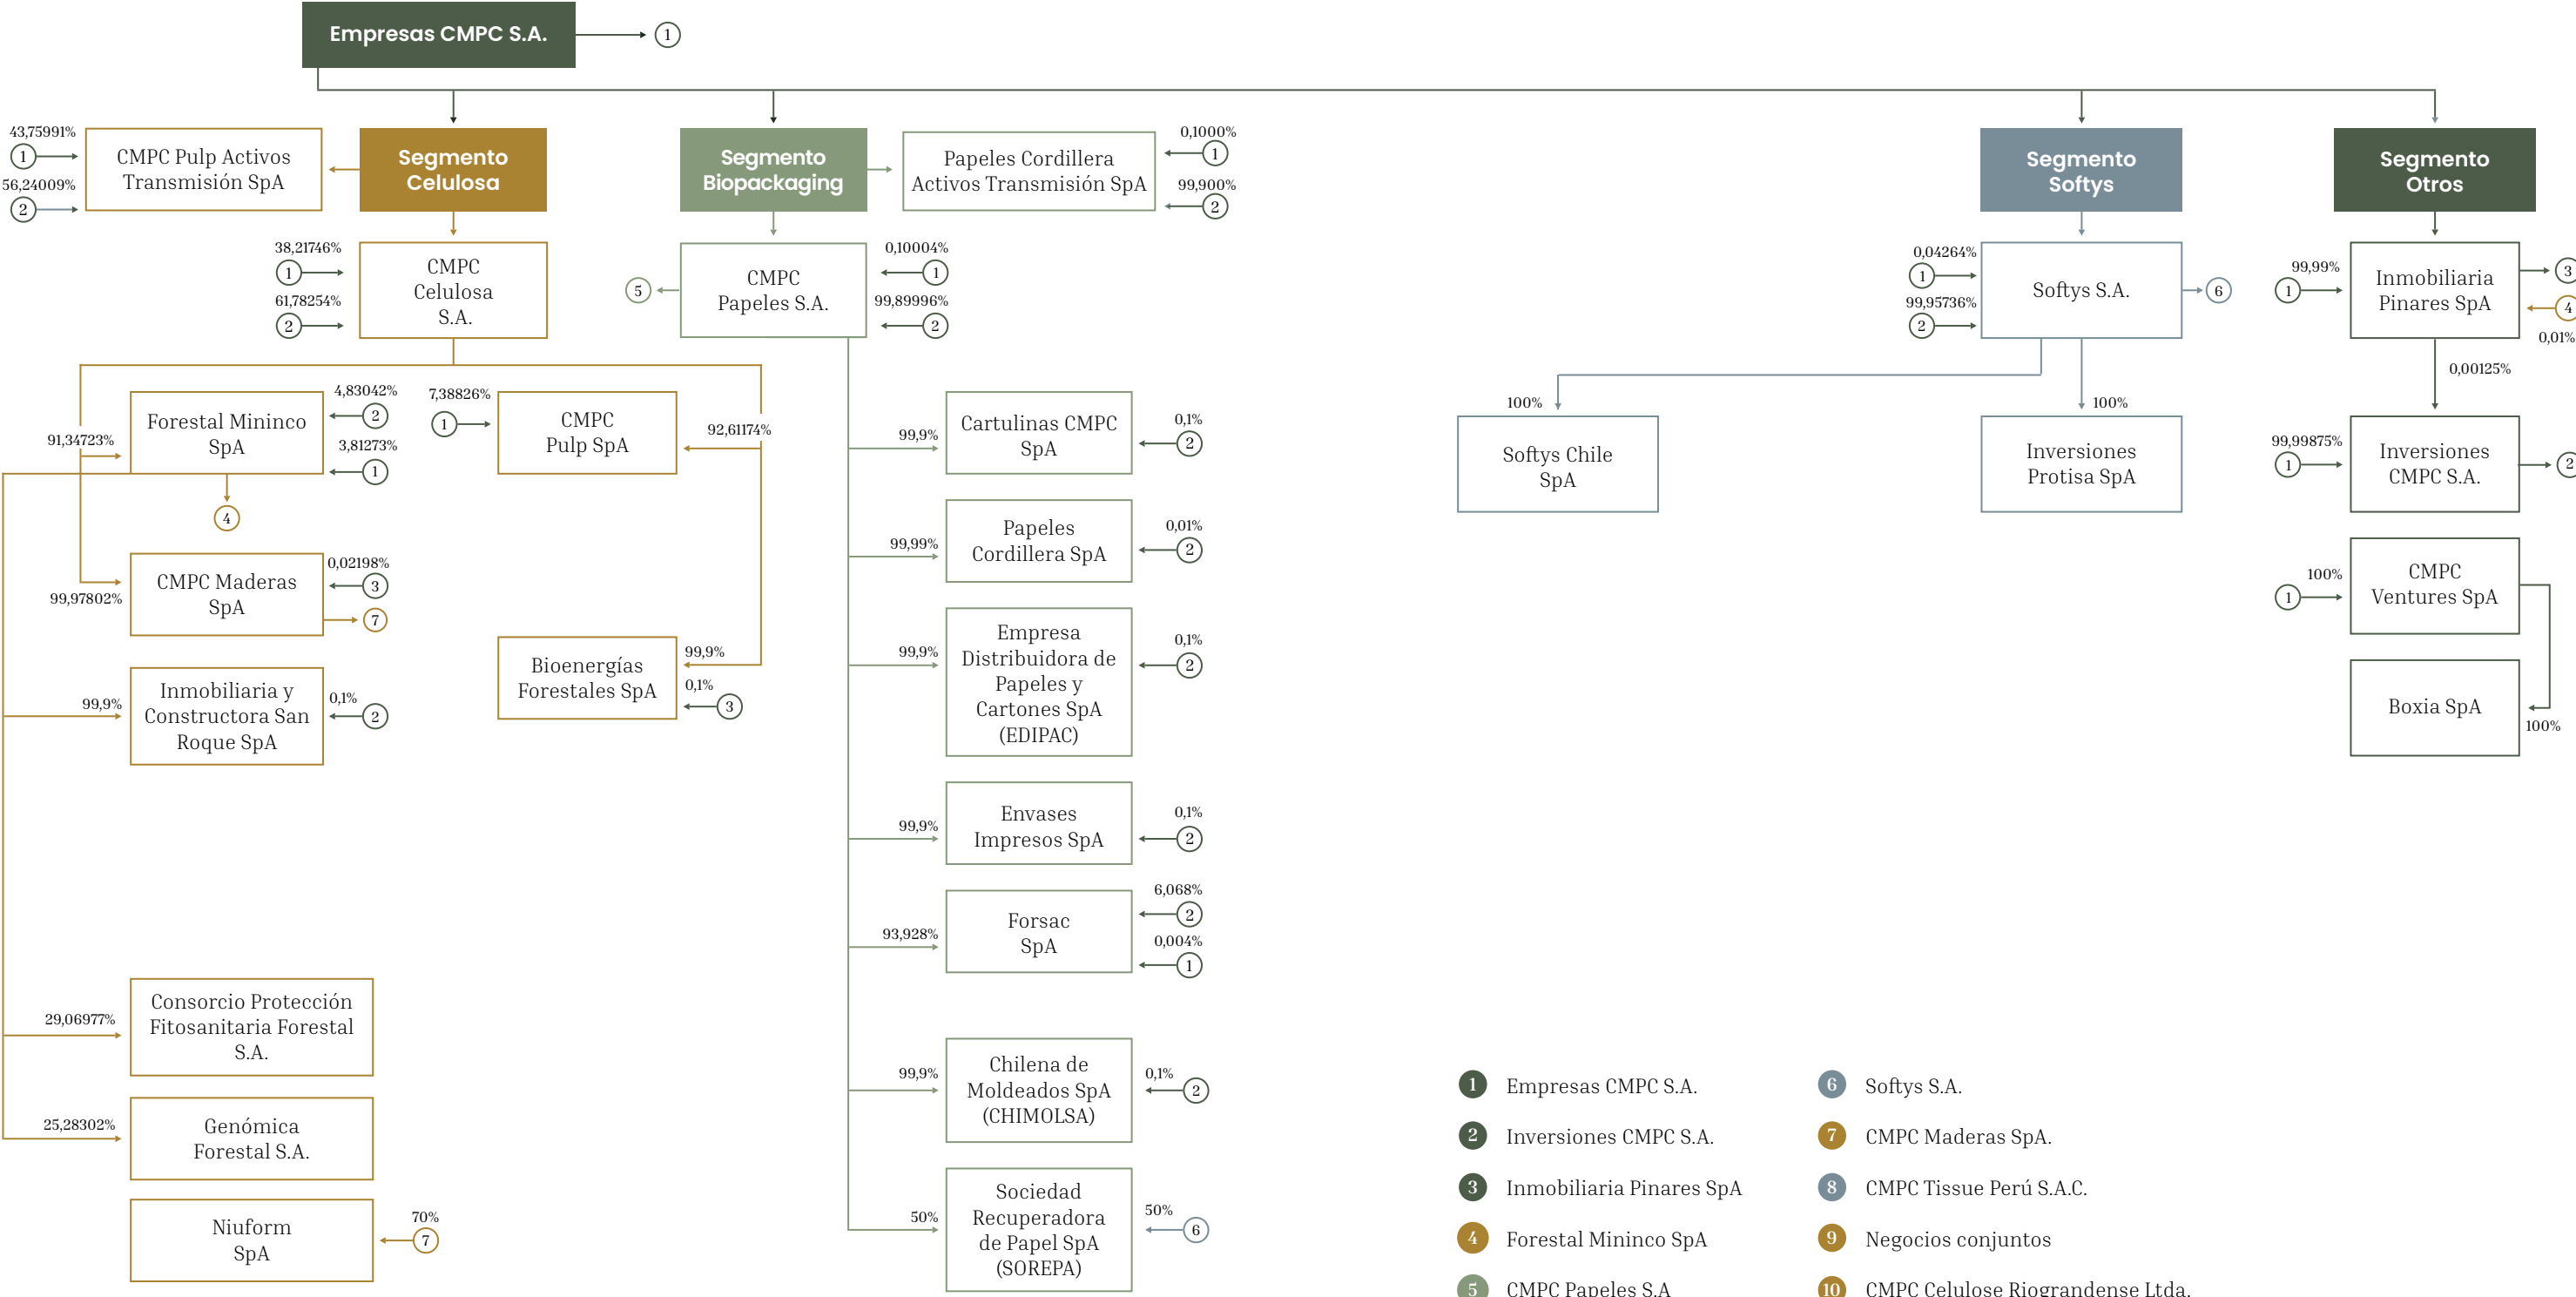 Empresas CMPC S.A.
1
43,75991%
1
56,24009%
2
CMPC Pulp Activos
Transmisión SpA
Segmento
Celulosa
Segmento
Biopackaging
Papeles Cordillera
Activos Transmisión SpA
0,1000%
1
99,900%
2
Segmento
Softys
Segmento
Otros
38,21746%
1
61,78254%
2
CMPC
Celulosa
S.A.
5
CMPC
Papeles S.A.
0,10004%
1
99,89996%
2
0,04264%
1
99,95736%
2
Softys S.A.
6
99,99%
1
Inmobiliaria
Pinares SpA
3
4
0,01%
0,00125%
91,34723%
Forestal Mininco
SpA
4,83042%
2
3,81273%
1
4
7,38826%
1
CMPC
Pulp SpA
92,61174%
99,9%
Cartulinas CMPC
SpA
0,1%
2
100%
Softys Chile
SpA
100%
Inversiones
Protisa SpA
99,99875%
1
Inversiones
CMPC S.A.
2
99,99%
Papeles
Cordillera SpA
0,01%
2
99,97802%
CMPC Maderas
SpA
0,02198%
3
7
100%
1
CMPC
Ventures SpA
99,9%
Empresa
Distribuidora de
Papeles y
Cartones SpA
(EDIPAC)
0,1%
2
99,9%
Inmobiliaria y
Constructora San
Roque SpA
0,1%
2
Bioenergías
Forestales SpA
99,9%
0,1%
3
Boxia SpA
100%
99,9%
Envases
Impresos SpA
0,1%
2
93,928%
Forsac
SpA
6,068%
2
0,004%
1
29,06977%
Consorcio Protección
Fitosanitaria Forestal
S.A.
99,9%
Chilena de
Moldeados SpA
(CHIMOLSA)
0,1%
2
25,28302%
Genómica
Forestal S.A.
50%
Sociedad
Recuperadora
de Papel SpA
(SOREPA)
50%
6
Niuform
SpA
70%
7
1 Empresas CMPC S.A.
2 Inversiones CMPC S.A.
3 Inmobiliaria Pinares SpA
4 Forestal Mininco SpA
5 CMPC Papeles S.A
6 Softys S.A.
7 CMPC Maderas SpA.
8 CMPC Tissue Perú S.A.C.
9 Negocios conjuntos
10 CMPC Celulose Riograndense Ltda.